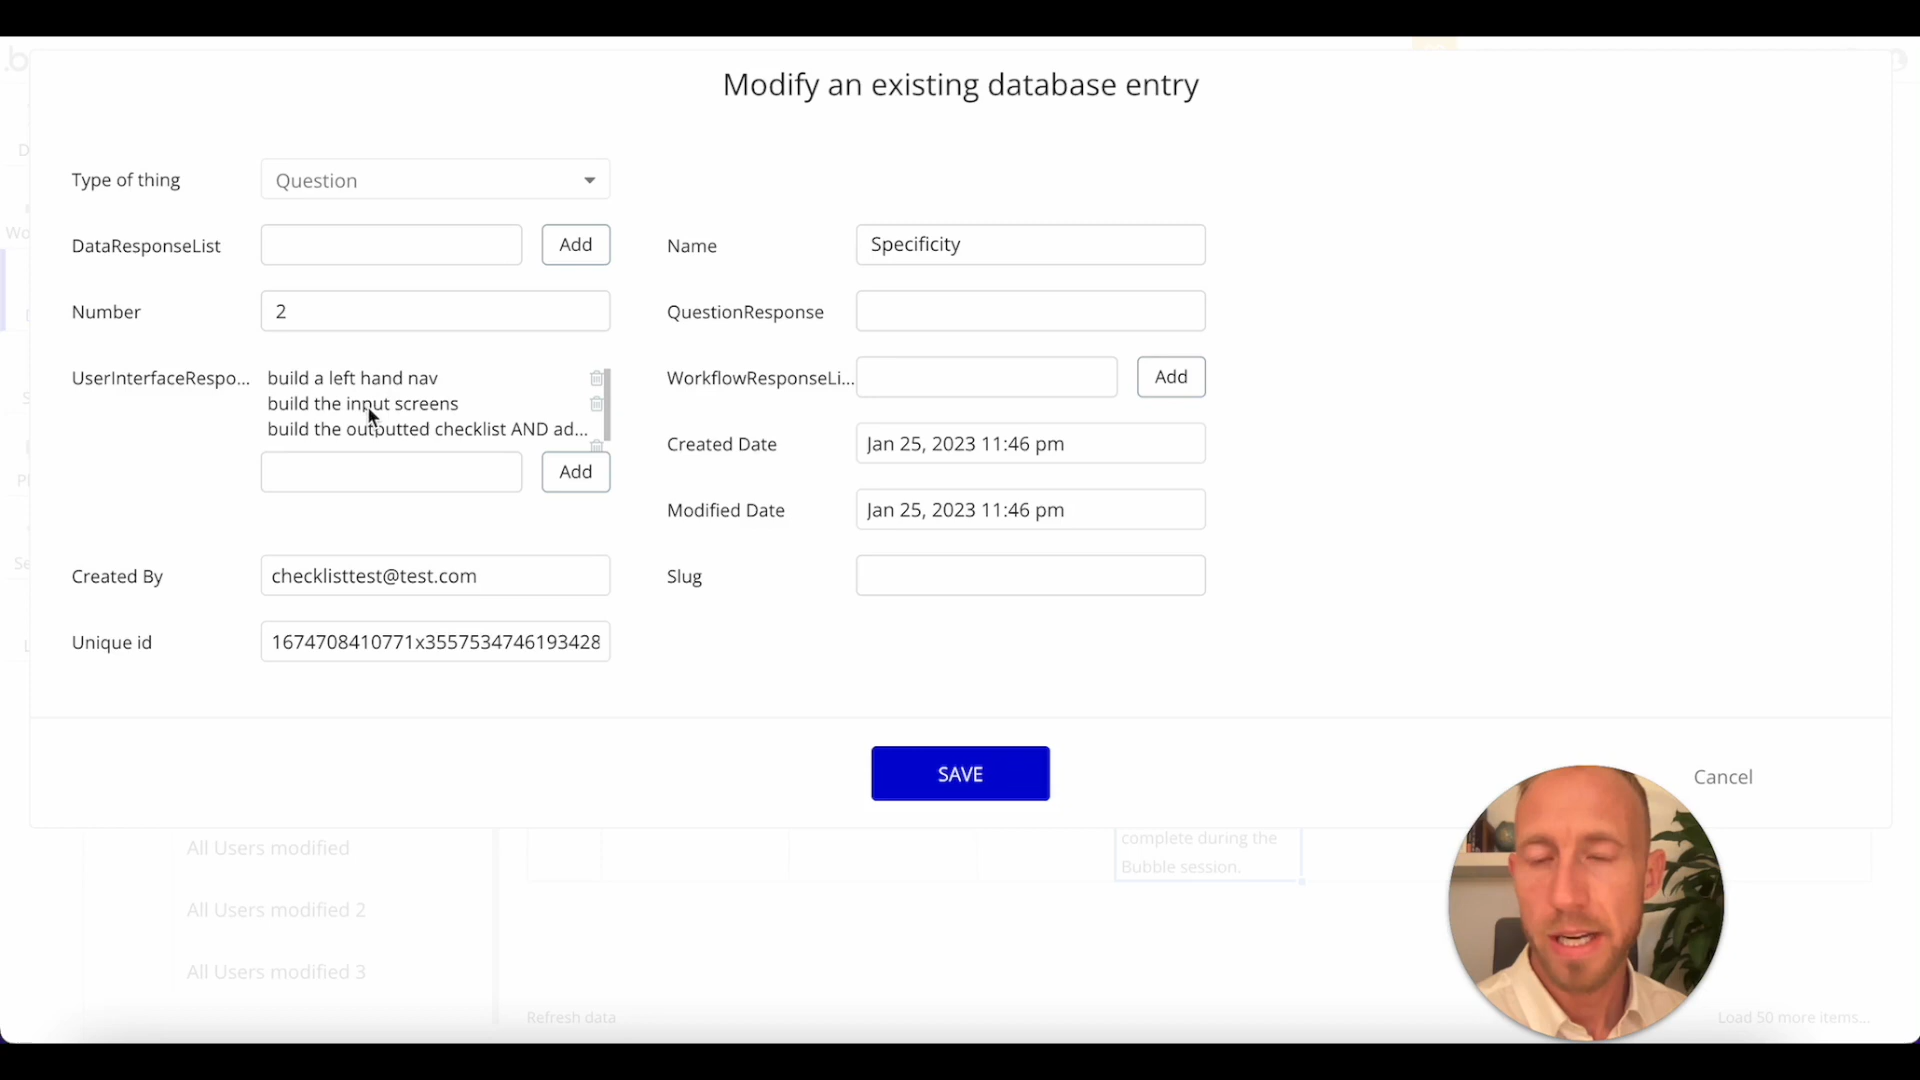 .b
Modify an existing database entry
Type of thing
Question
DataResponseList
Add
Name
Specificity
Number
2
QuestionResponse
UserInterfaceRespo...
build a left hand nav
build the input screens
build the outputted checklist AND ad...
Add
WorkflowResponseLi...
Add
Created Date
Jan 25, 2023 11:46 pm
Modified Date
Jan 25, 2023 11:46 pm
Created By
checklisttest@test.com
Slug
Unique id
1674708410771x3557534746193428
SAVE
Cancel
complete during the
Bubble session.
All Users modified
All Users modified 2
All Users modified 3
Refresh data
Load 50 more items...